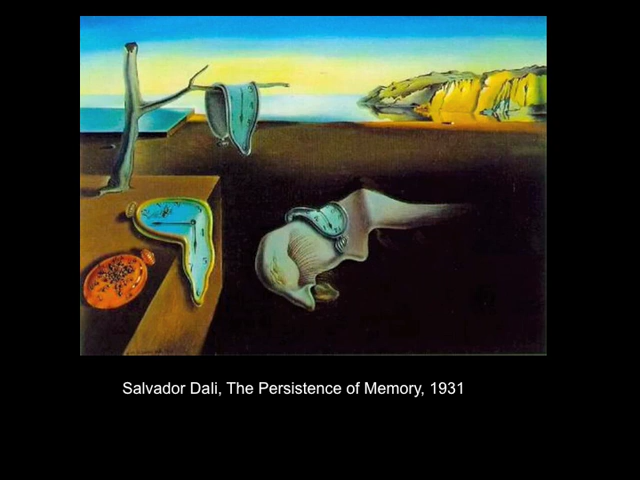 Salvador Dali, The Persistence of Memory, 1931